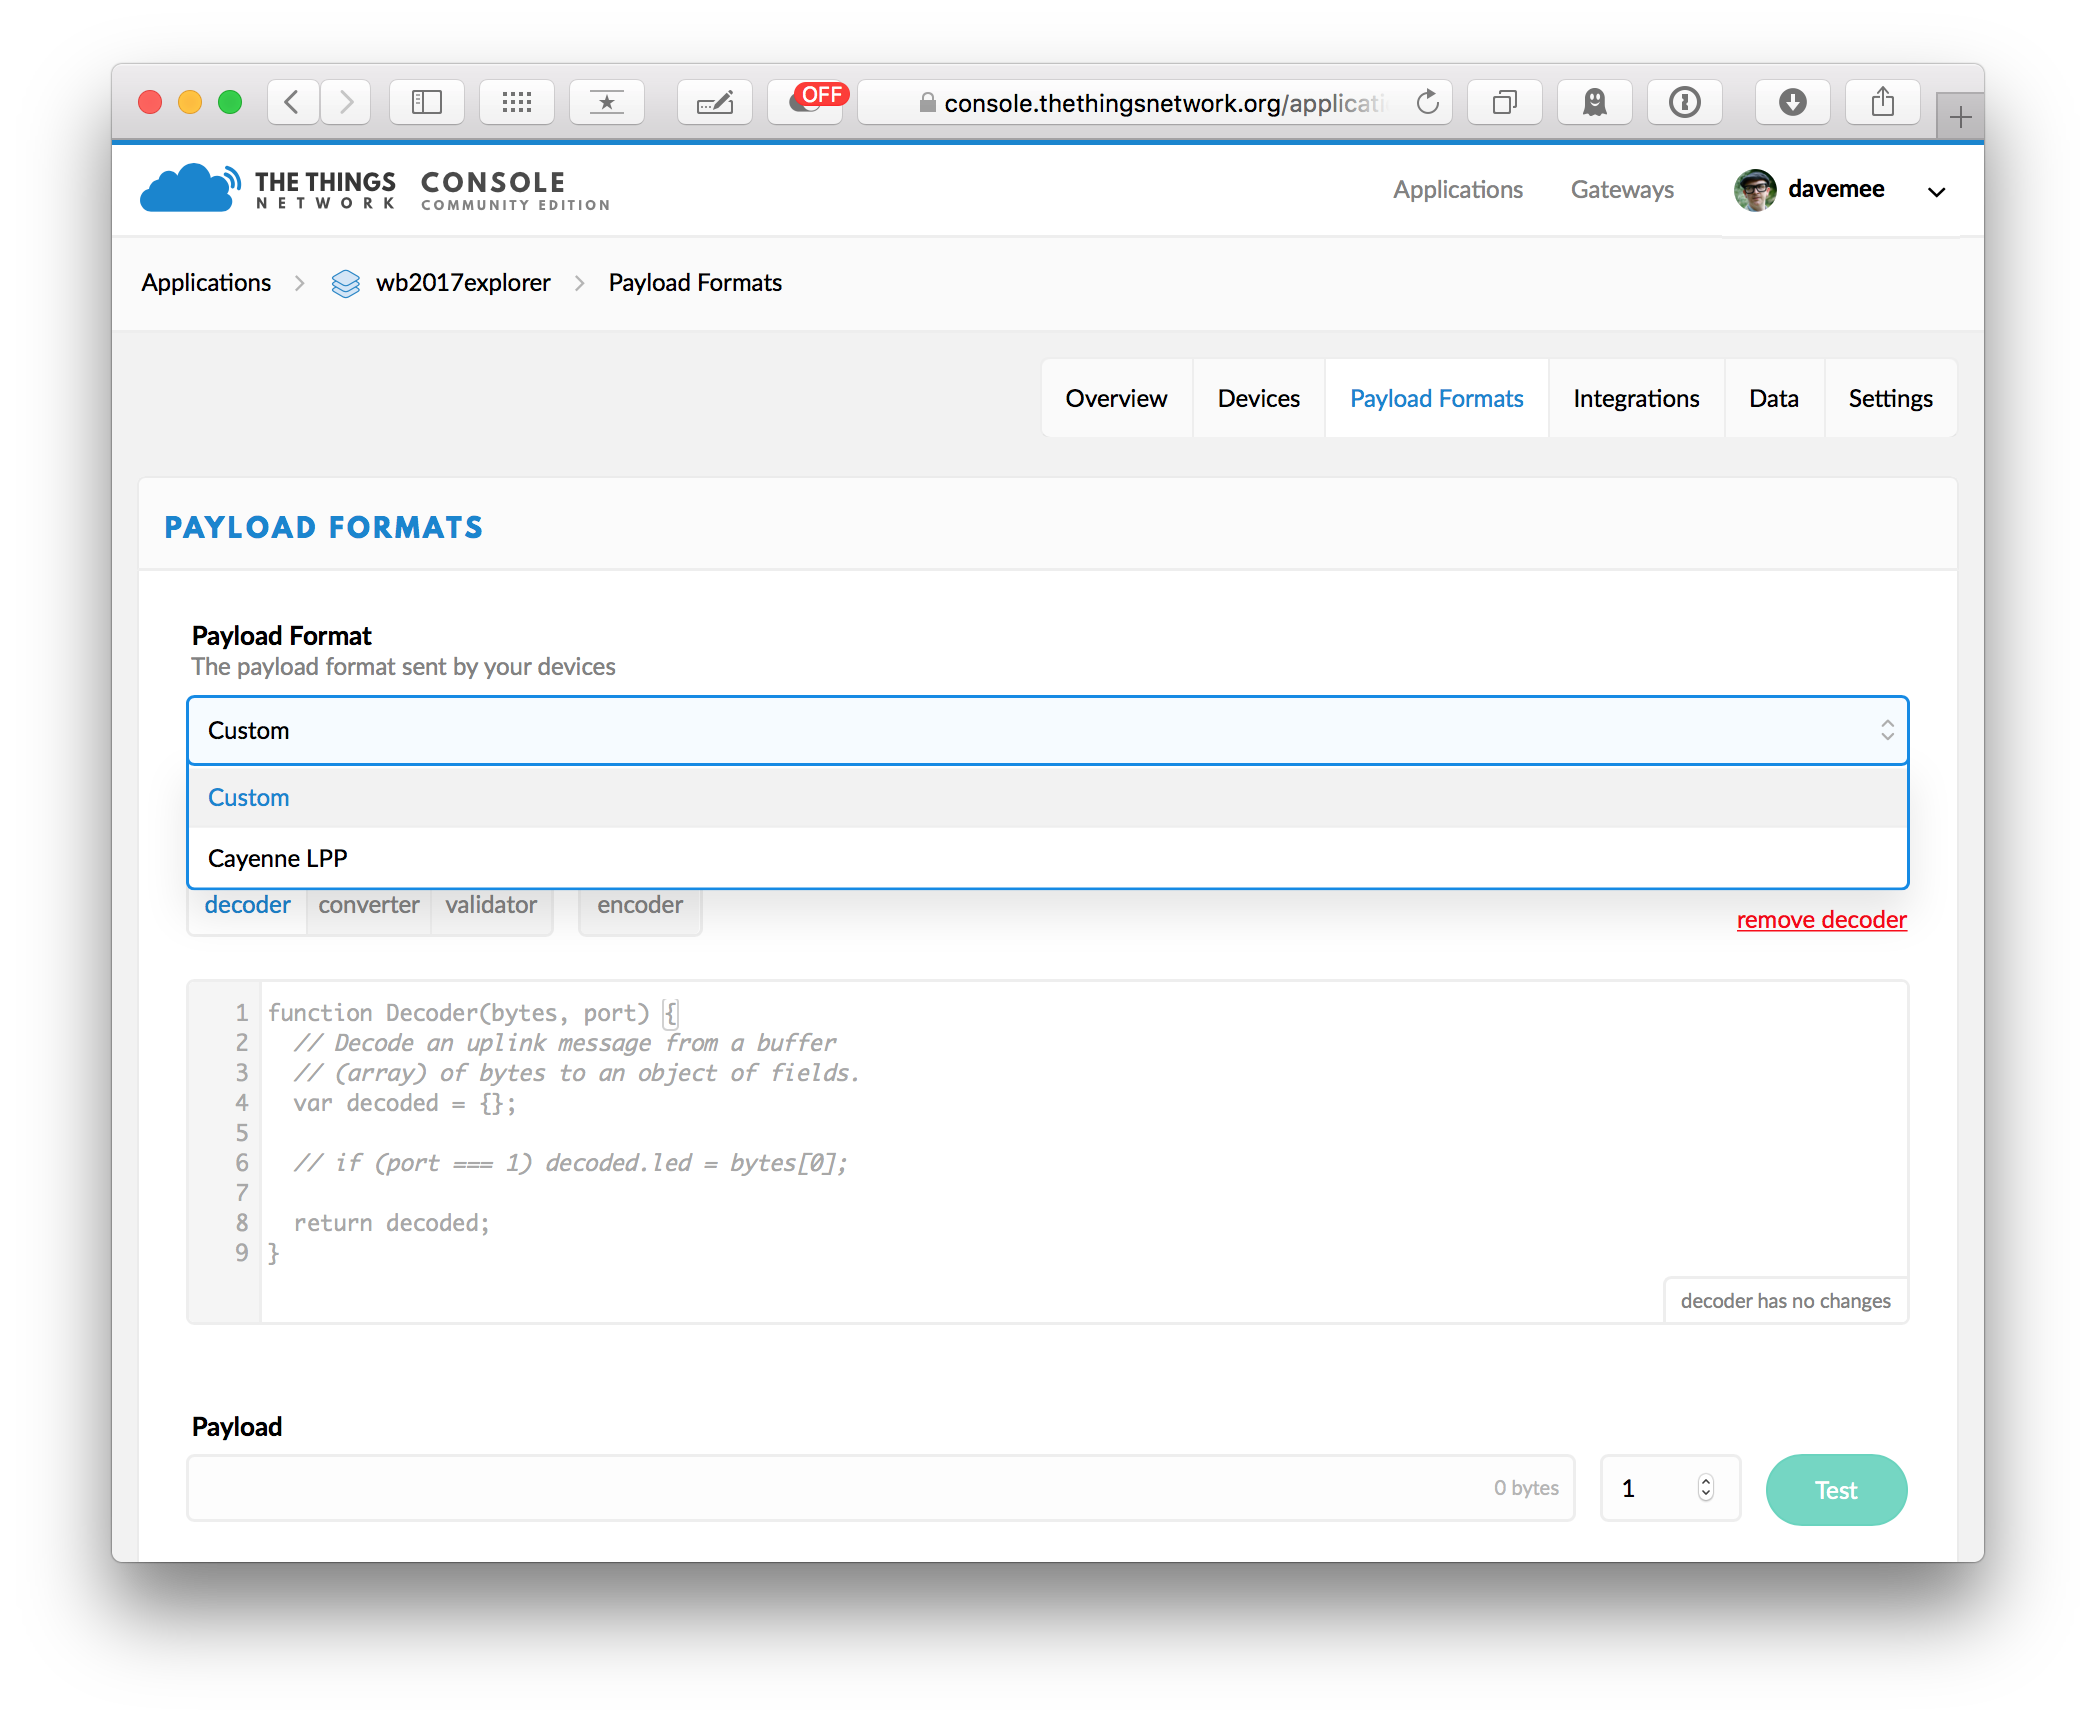 OFF
console.thethingsnetwork.org/applicati
THE THINGS NETWORK
CONSOLE
COMMUNITY EDITION
Applications
Gateways
davemee
Applications
wb2017explorer
Payload Formats
Overview
Devices
Payload Formats
Integrations
Data
Settings
PAYLOAD FORMATS
Payload Format
The payload format sent by your devices
Custom
Custom
Cayenne LPP
decoder
converter
validator
encoder
remove decoder
1 function Decoder(bytes, port) {
2 // Decode an uplink message from a buffer
3 // (array) of bytes to an object of fields.
4 var decoded = {};
5
6 // if (port === 1) decoded.led = bytes[0];
7
8 return decoded;
9 }
decoder has no changes
Payload
0 bytes
1
Test